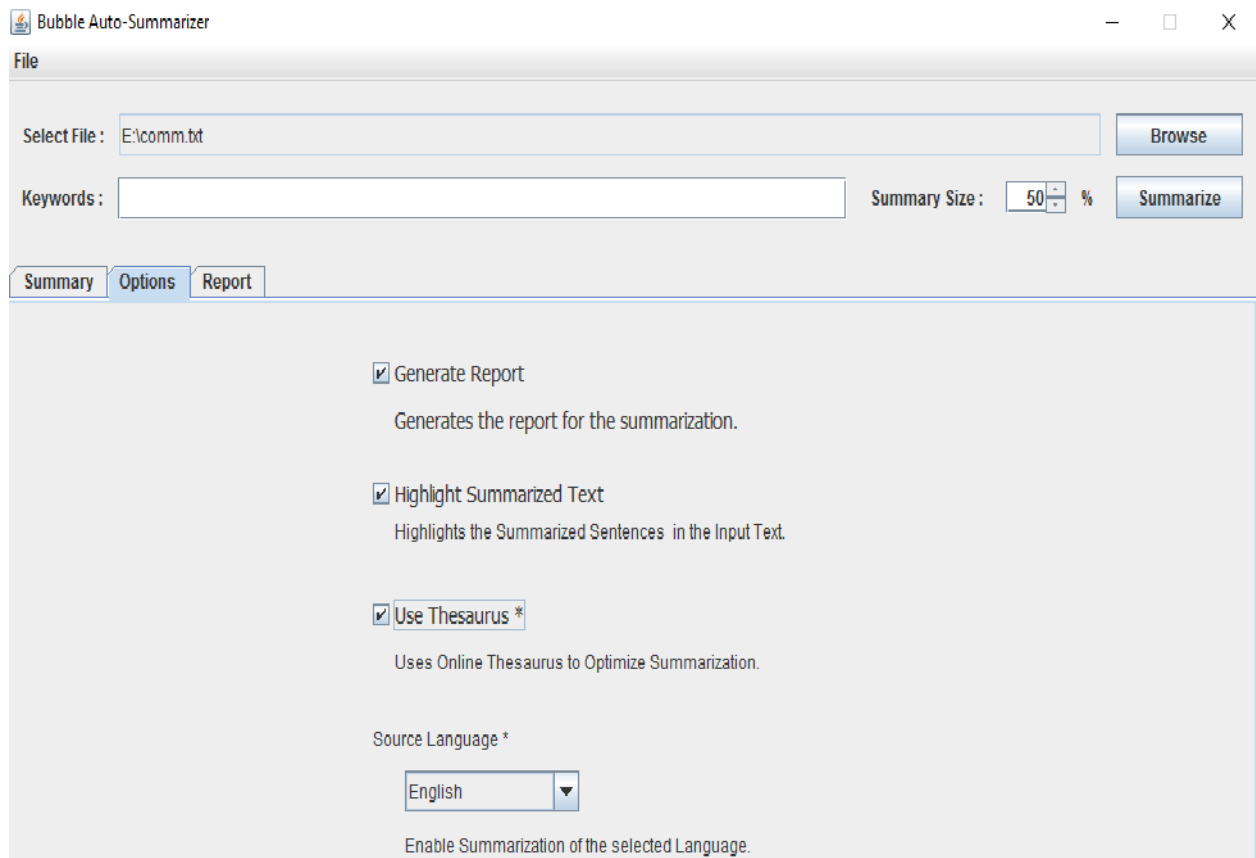 Bubble Auto-Summarizer
File
Select File : E:\comm.txt Browse
Keywords : Summary Size : 50 % Summarize
Summary Options Report
Generate Report
Generates the report for the summarization.
Highlight Summarized Text
Highlights the Summarized Sentences in the Input Text.
Use Thesaurus *
Uses Online Thesaurus to Optimize Summarization.
Source Language *
English
Enable Summarization of the selected Language.